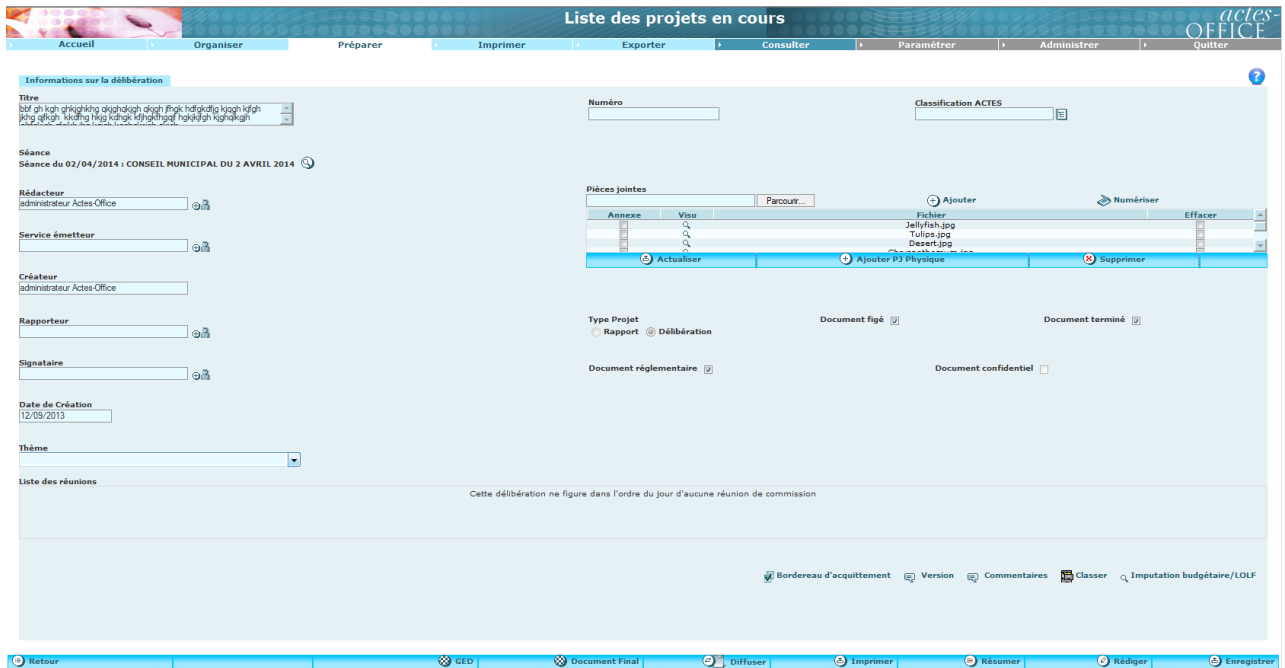 Liste des projets en cours
actes-
OFFICE
Accueil Organiser Préparer Imprimer Exporter Consulter Paramétrer Administrer Quitter
Informations sur la délibération
Titre
bbf gh kgh
Numéro
Classification ACTES
Séance
Séance du 02/04/2014 : CONSEIL MUNICIPAL DU 2 AVRIL 2014
Rédacteur
administrateur Actes-Office
Pièces jointes
Parcourir...
Ajouter
Numériser
Annexe Visu Fichier Effacer
Jellyfish.jpg
Tulips.jpg
Desert.jpg
Chrysanthemum.jpg
Actualiser Ajouter PJ Physique Supprimer
Service émetteur
Créateur
administrateur Actes-Office
Rapporteur
Type Projet
Rapport Délibération
Document figé
Document terminé
Signataire
Document réglementaire
Document confidentiel
Date de Création
12/09/2013
Thème
Liste des réunions
Cette délibération ne figure dans l'ordre du jour d'aucune réunion de commission
Bordereau d'acquittement Version Commentaires Classer Imputation budgétaire/LOLF
Retour GED Document Final Diffuser Imprimer Résumer Rédiger Enregistrer